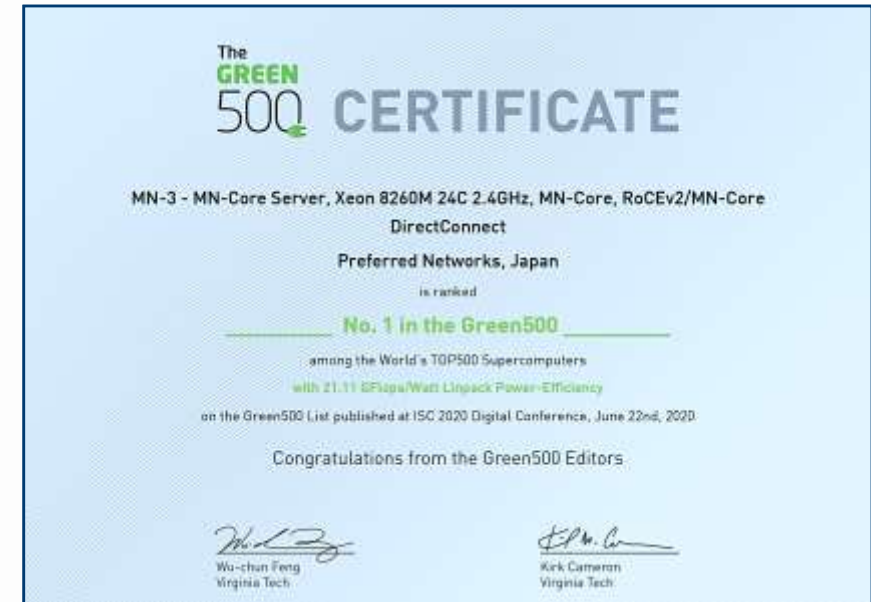 The
GREEN
500 CERTIFICATE
MN-3 - MN-Core Server, Xeon 8260M 24C 2.4GHz, MN-Core, RoCEv2/MN-Core
DirectConnect
Preferred Networks, Japan
is ranked
No. 1 in the Green500
among the World's TOP500 Supercomputers
with 21.11 GFlops/Watt Linpack Power-Efficiency
on the Green500 List published at ISC 2020 Digital Conference, June 22nd, 2020
Congratulations from the Green500 Editors
Wu-chun Feng
Virginia Tech
Kirk Cameron
Virginia Tech